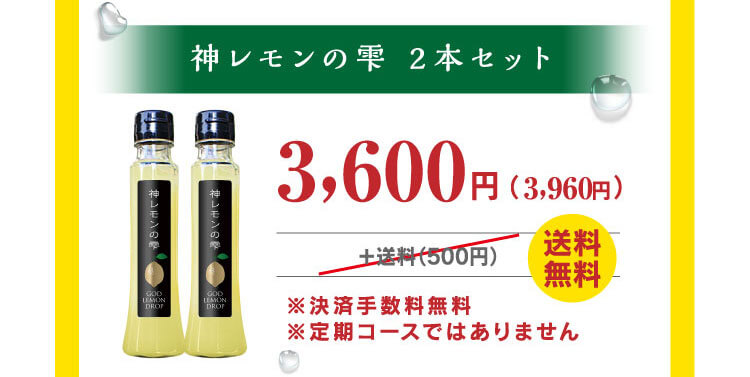 神レモンの雫 2本セット
3,600円(3,960円)
+送料(500円)
送料
無料
※決済手数料無料
※定期コースではありません
神レモンの雫
GOD
LEMON
DROP
神レモンの雫
GOD
LEMON
DROP